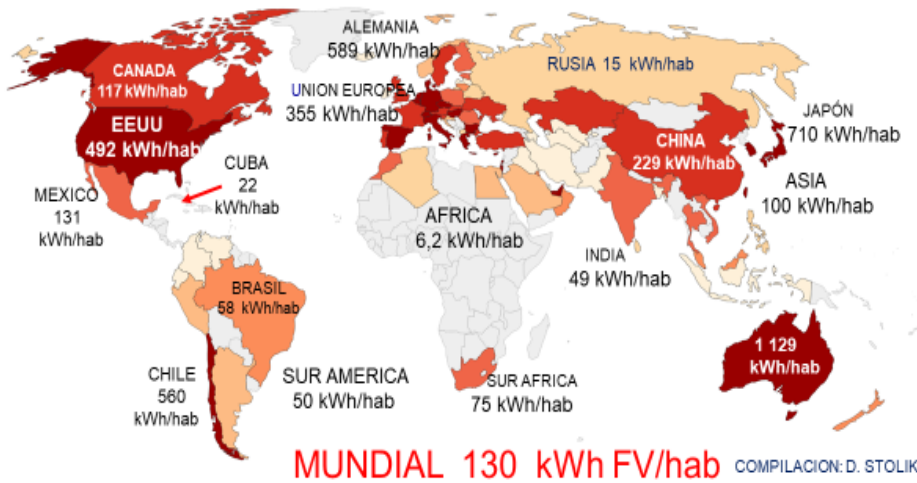 ALEMANIA
589 kWh/hab
CANADA
117 kWh/hab
UNION EUROPEA
355 kWh/hab
RUSIA 15 kWh/hab
EEUU
492 kWh/hab
JAPÓN
710 kWh/hab
CHINA
229 kWh/hab
CUBA
22
kWh/hab
MEXICO
131
kWh/hab
ASIA
100 kWh/hab
AFRICA
6,2 kWh/hab
INDIA
49 kWh/hab
BRASIL
58 kWh/hab
1 129
kWh/hab
CHILE
560
kWh/hab
SUR AMERICA
50 kWh/hab
SUR AFRICA
75 kWh/hab
MUNDIAL 130 kWh FV/hab
COMPILACION: D. STOLIK